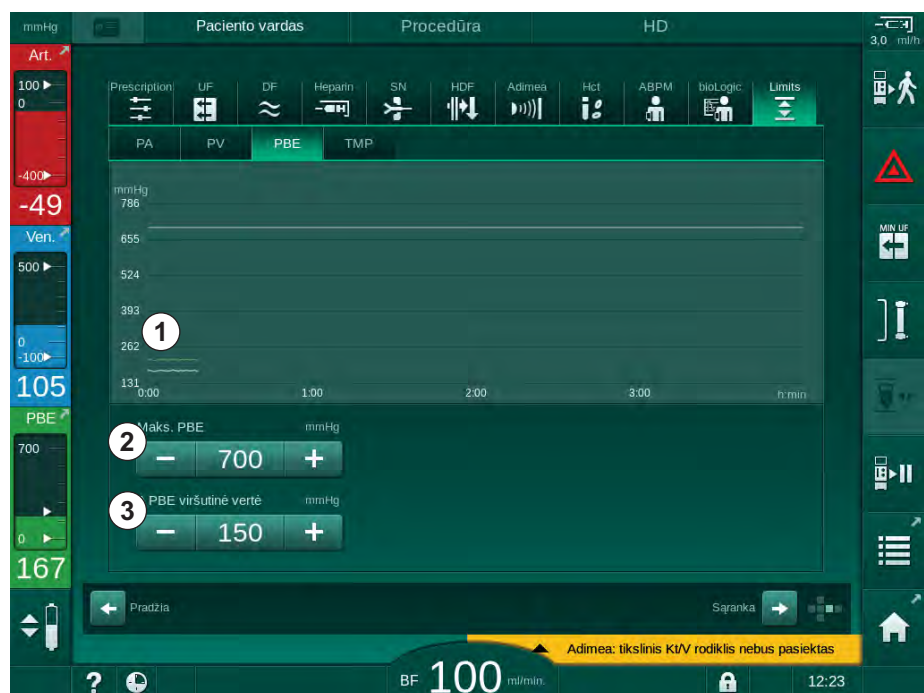 mmHg
Paciento vardas
Procedūra
HD
3,0 ml/h
Art.
100
0
-400
-49
Ven.
500
0
-100
105
PBE
700
0
167
Prescription
UF
DF
Heparin
SN
HDF
Adimea
Hct
ABPM
bioLogic
Limits
PA
PV
PBE
TMP
mmHg
786
655
524
393
262
131
0:00
1:00
2:00
3:00
h:min
1
2
Maks. PBE
mmHg
− 700 +
3
PBE viršutinė vertė
mmHg
− 150 +
Pradžia
Sąranka
MIN UF
Adimea: tikslinis Kt/V rodiklis nebus pasiektas
?
BF 100 ml/min.
12:23